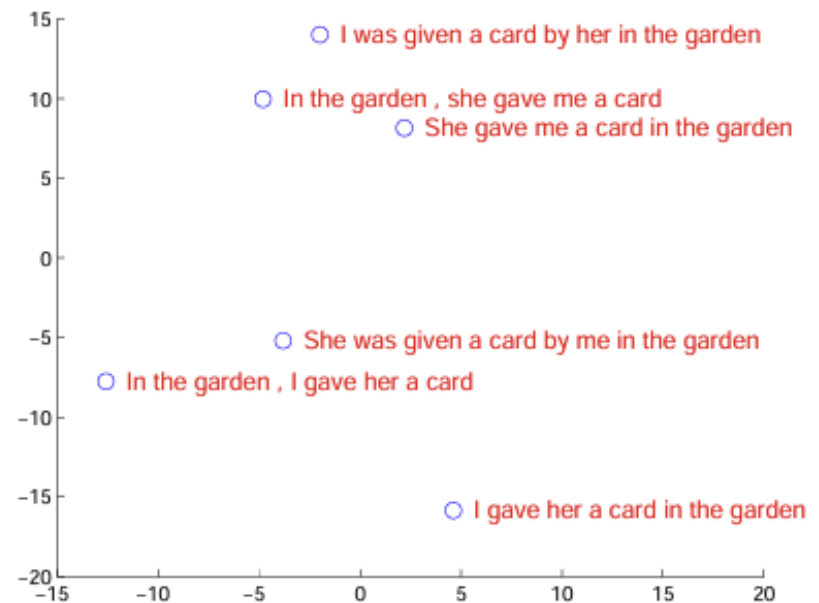 15
I was given a card by her in the garden
10
In the garden , she gave me a card
She gave me a card in the garden
5
0
−5
She was given a card by me in the garden
In the garden , I gave her a card
−10
−15
I gave her a card in the garden
−20
−15 −10 −5 0 5 10 15 20